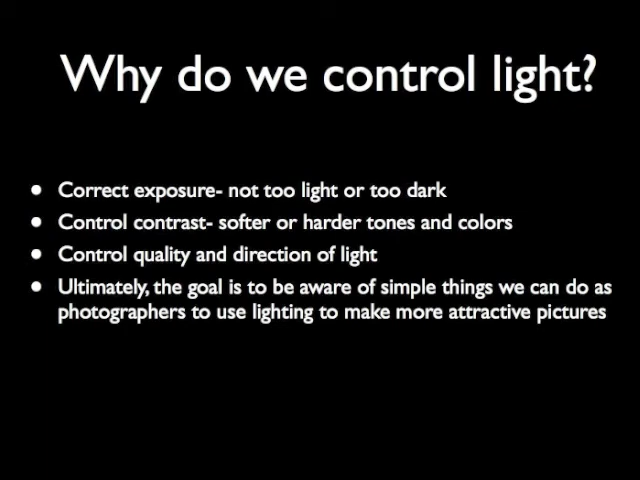 Why do we control light?
• Correct exposure- not too light or too dark
• Control contrast- softer or harder tones and colors
• Control quality and direction of light
• Ultimately, the goal is to be aware of simple things we can do as
photographers to use lighting to make more attractive pictures